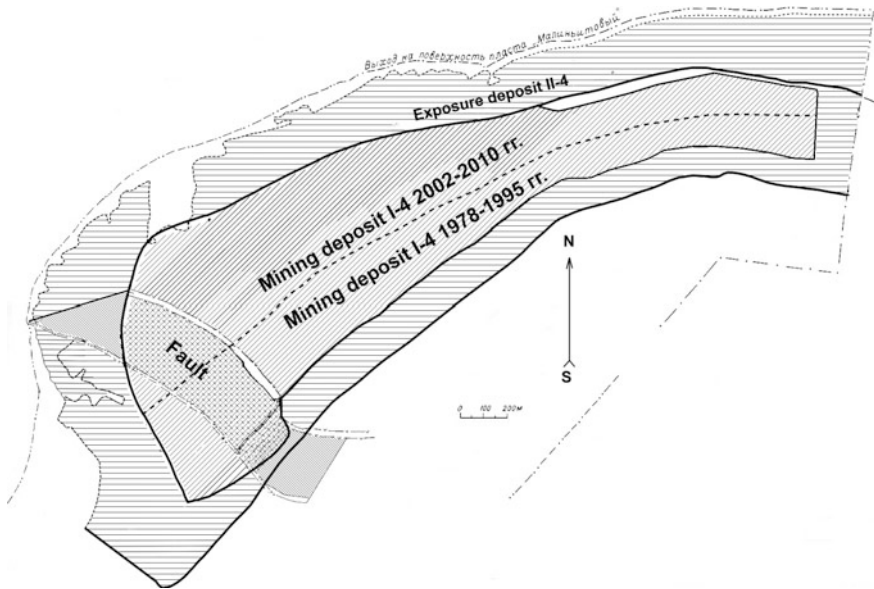 Выход на поверхность пласта „Малиньитовый"
Exposure deposit II-4
Mining deposit I-4 2002-2010 гг.
Mining deposit I-4 1978-1995 гг.
N
S
Fault
0 100 200м